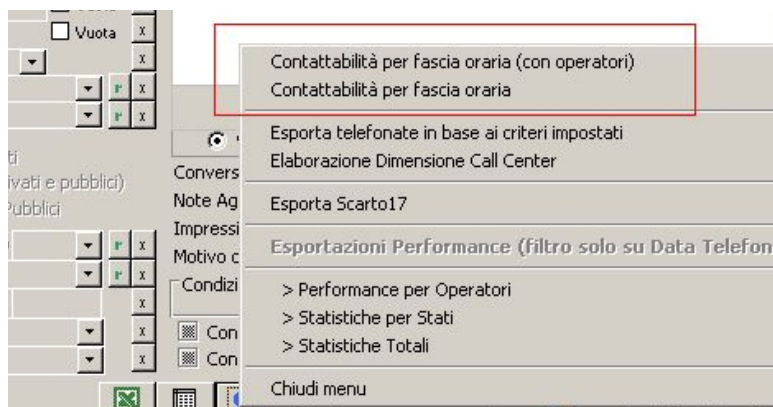 Vuota x
x
r x
r x
ti
ivati e pubblici)
Pubblici
r x
r x
x
x
x
Convers
Note Ag
Impressi
Motivo c
Condizi
Con
Con
Contattabilità per fascia oraria (con operatori)
Contattabilità per fascia oraria
Esporta telefonate in base ai criteri impostati
Elaborazione Dimensione Call Center
Esporta Scarto17
Esportazioni Performance (filtro solo su Data Telefon
> Performance per Operatori
> Statistiche per Stati
> Statistiche Totali
Chiudi menu